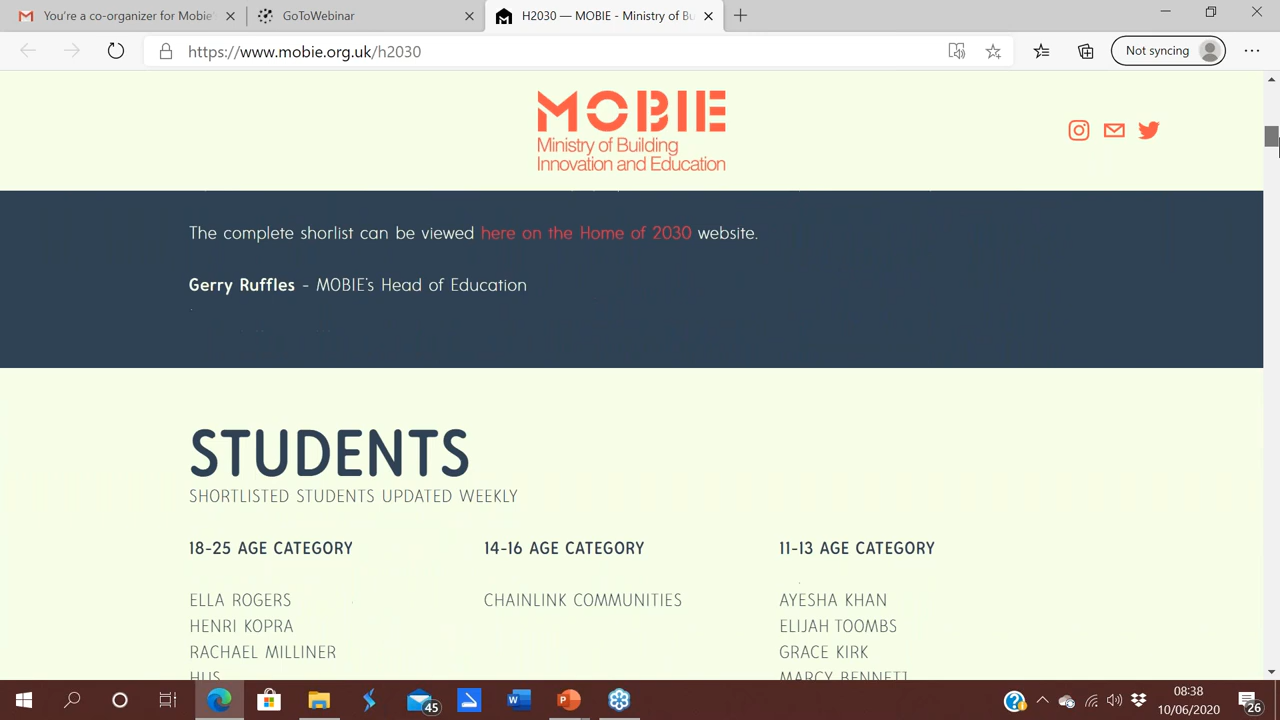 You're a co-organizer for Mobie'
GoToWebinar
H2030 — MOBIE - Ministry of Bu
https://www.mobie.org.uk/h2030
Not syncing
MOBIE
Ministry of Building
Innovation and Education
The complete shorlist can be viewed here on the Home of 2030 website.
Gerry Ruffles - MOBIE's Head of Education
STUDENTS
SHORTLISTED STUDENTS UPDATED WEEKLY
18-25 AGE CATEGORY
14-16 AGE CATEGORY
11-13 AGE CATEGORY
ELLA ROGERS
CHAINLINK COMMUNITIES
AYESHA KHAN
HENRI KOPRA
ELIJAH TOOMBS
RACHAEL MILLINER
GRACE KIRK
HUS
MARCY BENNETT
45
08:38
10/06/2020
26